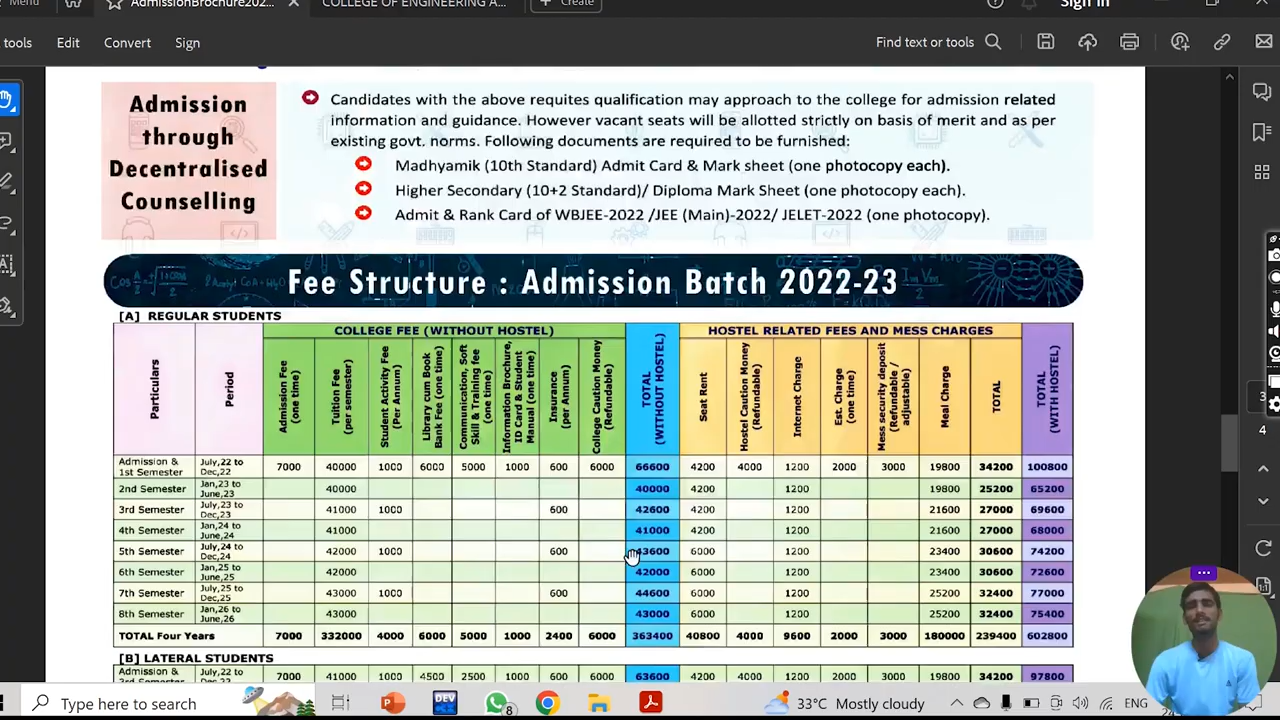 Menu
AdmissionBrochure202...
COLLEGE OF ENGINEERING A...
Create
Sign in
tools
Edit
Convert
Sign
Find text or tools
Admission
through
Decentralised
Counselling
Candidates with the above requites qualification may approach to the college for admission related
information and guidance. However vacant seats will be allotted strictly on basis of merit and as per
existing govt. norms. Following documents are required to be furnished:
Madhyamik (10th Standard) Admit Card & Mark sheet (one photocopy each).
Higher Secondary (10+2 Standard)/ Diploma Mark Sheet (one photocopy each).
Admit & Rank Card of WBJEE-2022 /JEE (Main)-2022/ JELET-2022 (one photocopy).
Fee Structure : Admission Batch 2022-23
[A] REGULAR STUDENTS
COLLEGE FEE (WITHOUT HOSTEL)
HOSTEL RELATED FEES AND MESS CHARGES
Particulars
Period
Admission Fee
(one time)
Tuition Fee
(per semester)
Student Activity Fee
(Per Annum)
Library cum Book
Bank Fee (one time)
Communication, Soft
Skill & Training fee
(one time)
Information Brochure,
ID Card & Student
Manual (one time)
Insurance
(per Annum)
College Caution Money
(Refundable)
TOTAL
(WITHOUT HOSTEL)
Seat Rent
Hostel Caution Money
(Refundable)
Internet Charge
Est. Charge
(one time)
Mess security deposit
(Refundable /
adjustable)
Meal Charge
TOTAL
TOTAL
(WITH HOSTEL)
Admission & 1st Semester July,22 to Dec,22 7000 40000 1000 6000 5000 1000 600 6000 66600 4200 4000 1200 2000 3000 19800 34200 100800
2nd Semester Jan,23 to June,23 40000 40000 4200 1200 19800 25200 65200
3rd Semester July,23 to Dec,23 41000 1000 600 42600 4200 1200 21600 27000 69600
4th Semester Jan,24 to June,24 41000 41000 4200 1200 21600 27000 68000
5th Semester July,24 to Dec,24 42000 1000 600 43600 6000 1200 23400 30600 74200
6th Semester Jan,25 to June,25 42000 42000 6000 1200 23400 30600 72600
7th Semester July,25 to Dec,25 43000 1000 600 44600 6000 1200 25200 32400 77000
8th Semester Jan,26 to June,26 43000 43000 6000 1200 25200 32400 75400
TOTAL Four Years 7000 332000 4000 6000 5000 1000 2400 6000 363400 40800 4000 9600 2000 3000 180000 239400 602800
[B] LATERAL STUDENTS
Admission & July,22 to 7000 41000 1000 4500 2500 1000 600 6000 63600 4200 4000 1200 2000 3000 19800 34200 97800
3
4
Type here to search
DEV
8
33°C Mostly cloudy
ENG